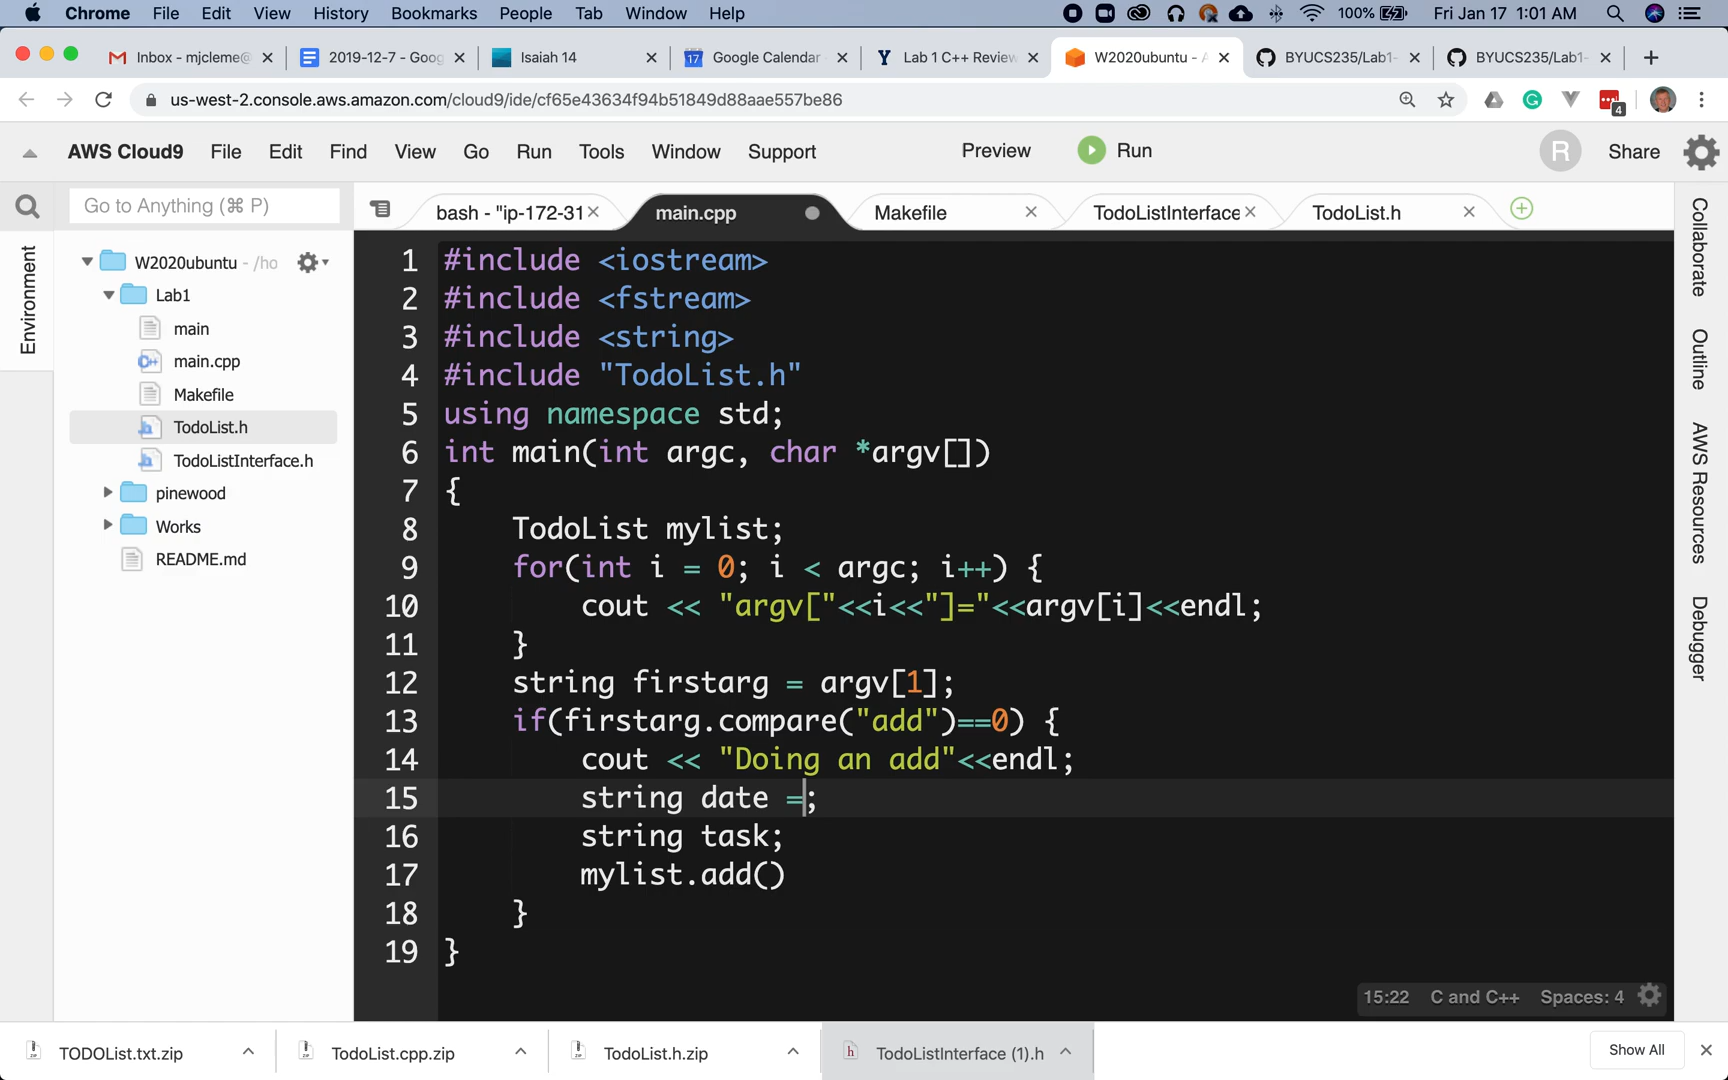 Chrome File Edit View History Bookmarks People Tab Window Help 100% Fri Jan 17 1:01 AM
Inbox - mjcleme@ 2019-12-7 - Goog Isaiah 14 17 Google Calendar Y Lab 1 C++ Review W2020ubuntu - A BYUCS235/Lab1- BYUCS235/Lab1-
us-west-2.console.aws.amazon.com/cloud9/ide/cf65e43634f94b51849d88aae557be86 4
AWS Cloud9 File Edit Find View Go Run Tools Window Support Preview Run R Share
Go to Anything (⌘ P) bash - "ip-172-31 main.cpp Makefile TodoListInterface TodoList.h
Environment
W2020ubuntu - /ho
Lab1
main
main.cpp
Makefile
TodoList.h
TodoListInterface.h
pinewood
Works
README.md
1 #include <iostream>
2 #include <fstream>
3 #include <string>
4 #include "TodoList.h"
5 using namespace std;
6 int main(int argc, char *argv[])
7 {
8 TodoList mylist;
9 for(int i = 0; i < argc; i++) {
10 cout << "argv["<<i<<"]="<<argv[i]<<endl;
11 }
12 string firstarg = argv[1];
13 if(firstarg.compare("add")==0) {
14 cout << "Doing an add"<<endl;
15 string date =;
16 string task;
17 mylist.add()
18 }
19 }
15:22 C and C++ Spaces: 4
Collaborate
Outline
AWS Resources
Debugger
TODOList.txt.zip TodoList.cpp.zip TodoList.h.zip TodoListInterface (1).h Show All